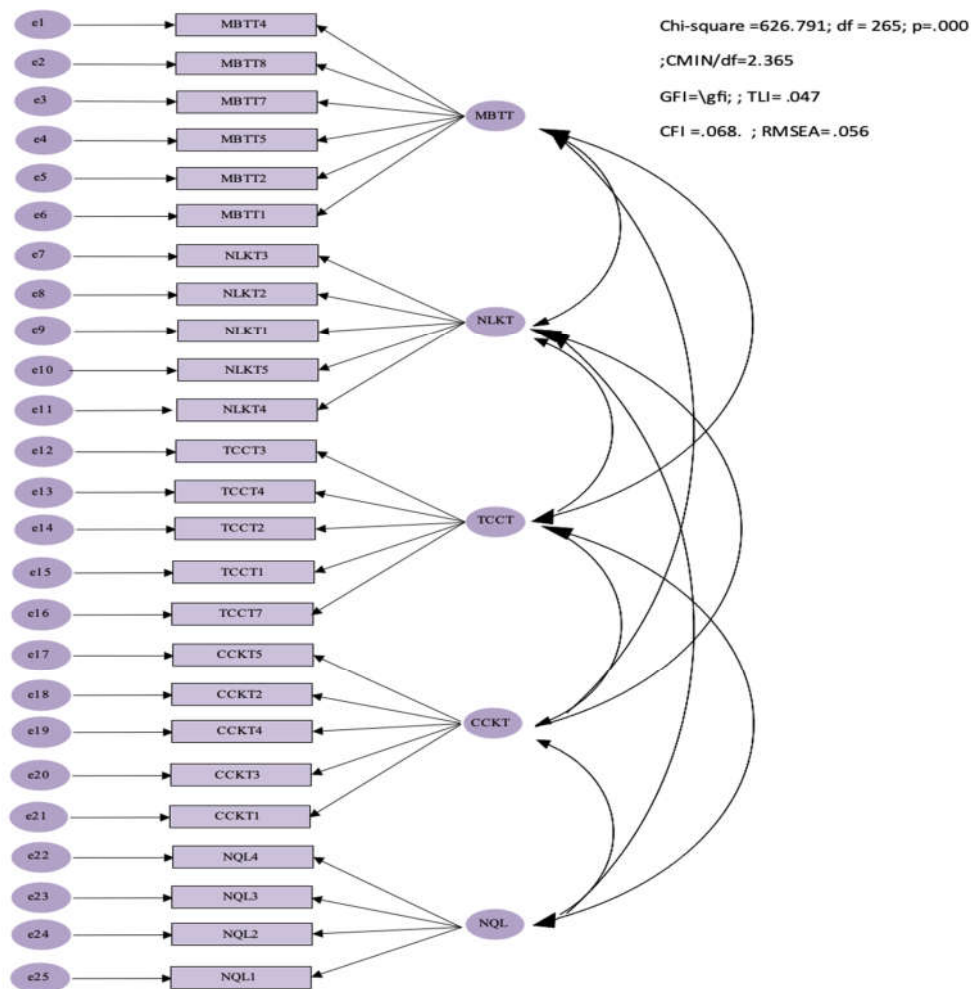 e1 MBTT4
Chi-square =626.791; df = 265; p=.000
e2 MBTT8
;CMIN/df=2.365
e3 MBTT7
GFI=\gfi; ; TLI= .047
MBTT
e4 MBTT5
CFI =.068. ; RMSEA= .056
e5 MBTT2
e6 MBTT1
e7 NLKT3
e8 NLKT2
NLKT
e9 NLKT1
e10 NLKT5
e11 NLKT4
e12 TCCT3
e13 TCCT4
TCCT
e14 TCCT2
e15 TCCT1
e16 TCCT7
e17 CCKT5
e18 CCKT2
CCKT
e19 CCKT4
e20 CCKT3
e21 CCKT1
e22 NQL4
e23 NQL3
NQL
e24 NQL2
e25 NQL1